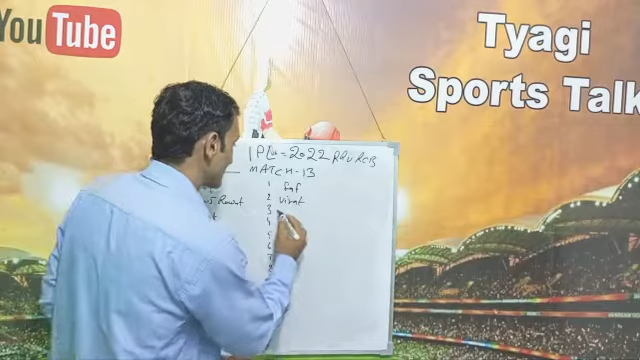 YouTube
Tyagi
Sports Talk
IPL - 2022 RR V RCB
MATCH-13
1 faf
2 virat
Rawat
3
4
5
6
7